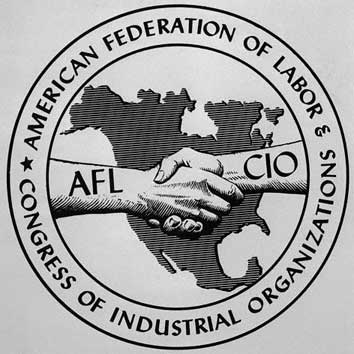 ★ AMERICAN FEDERATION OF LABOR &
CONGRESS OF INDUSTRIAL ORGANIZATIONS
AFL
CIO